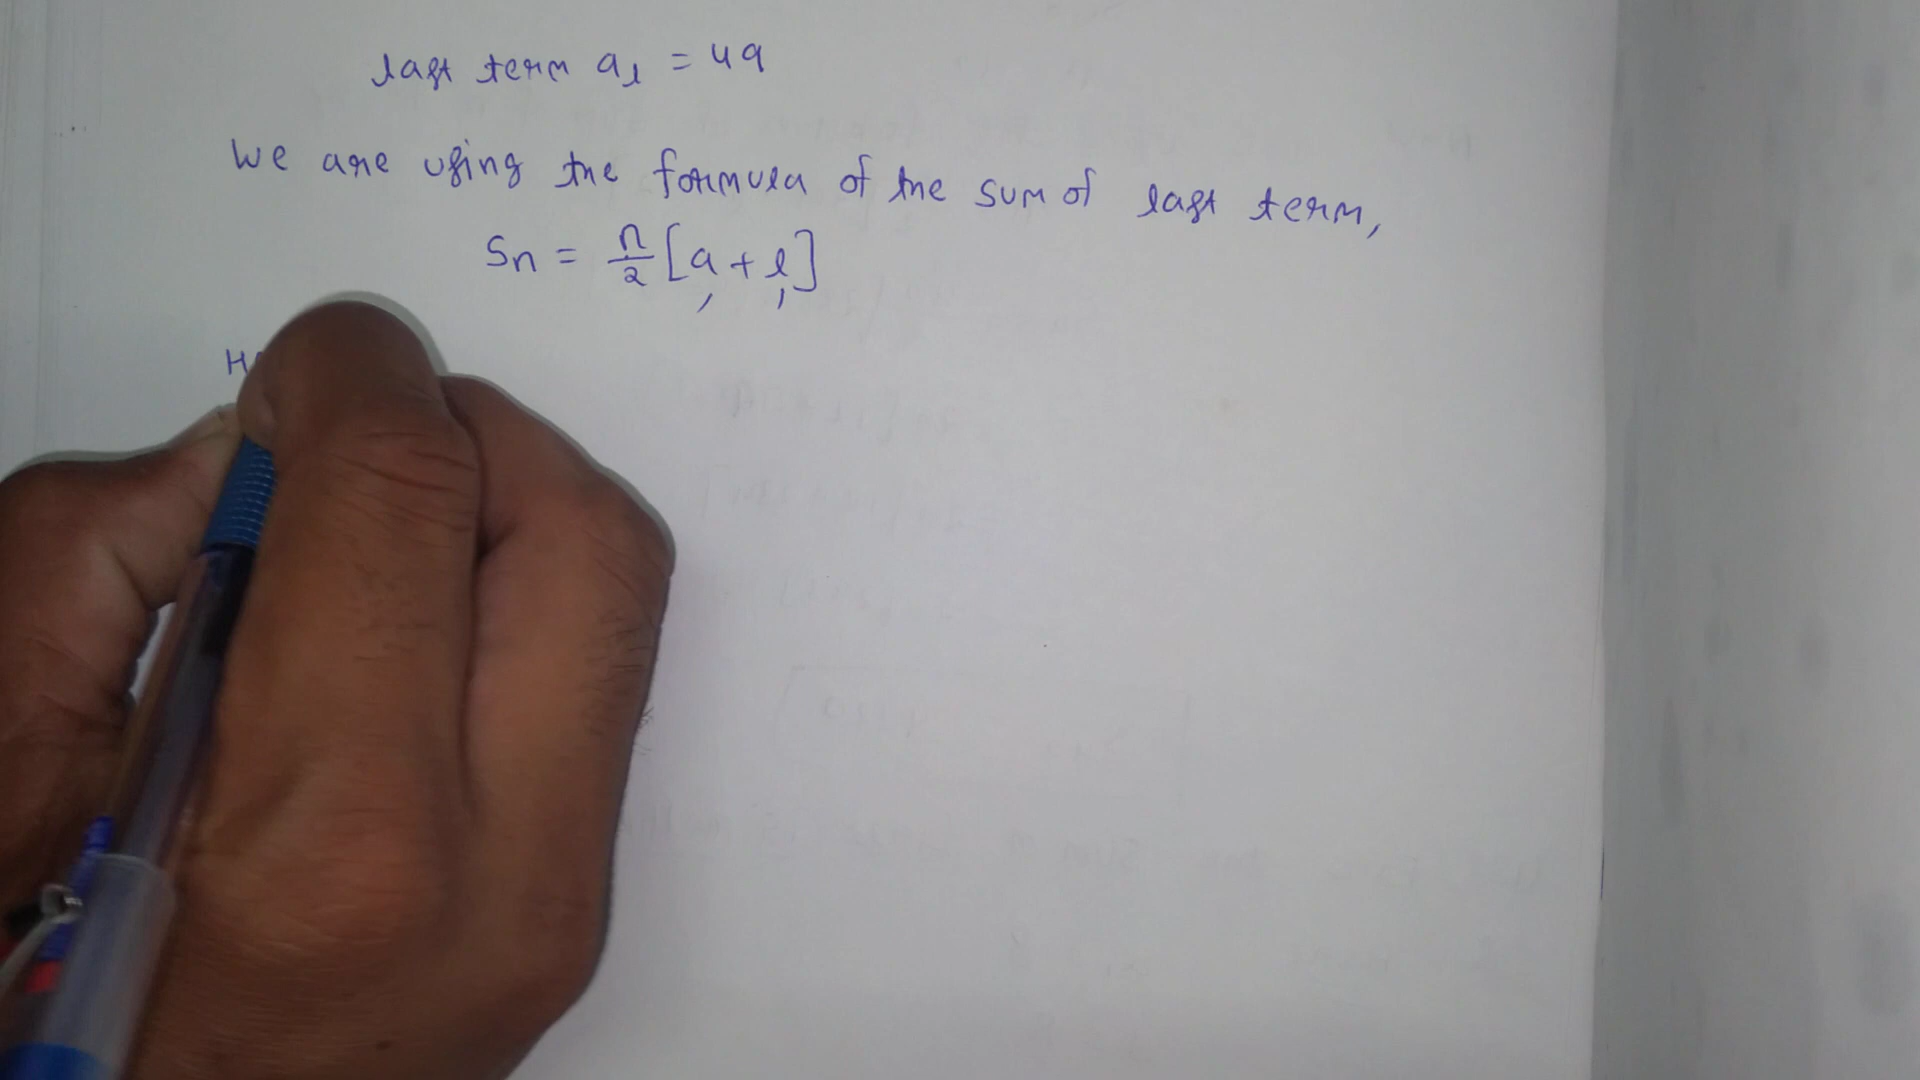 last term a_l = 49
We are using the formula of the sum of last term,
Sn = n/2 [a + l]